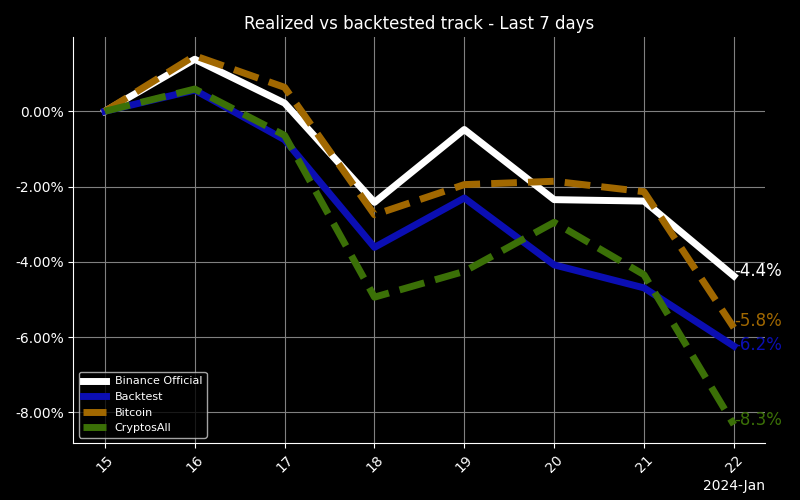 Realized vs backtested track - Last 7 days
0.00%
-2.00%
-4.00%
-6.00%
-8.00%
-4.4%
-5.8%
-6.2%
-8.3%
Binance Official
Backtest
Bitcoin
CryptosAll
15
16
17
18
19
20
21
22
2024-Jan